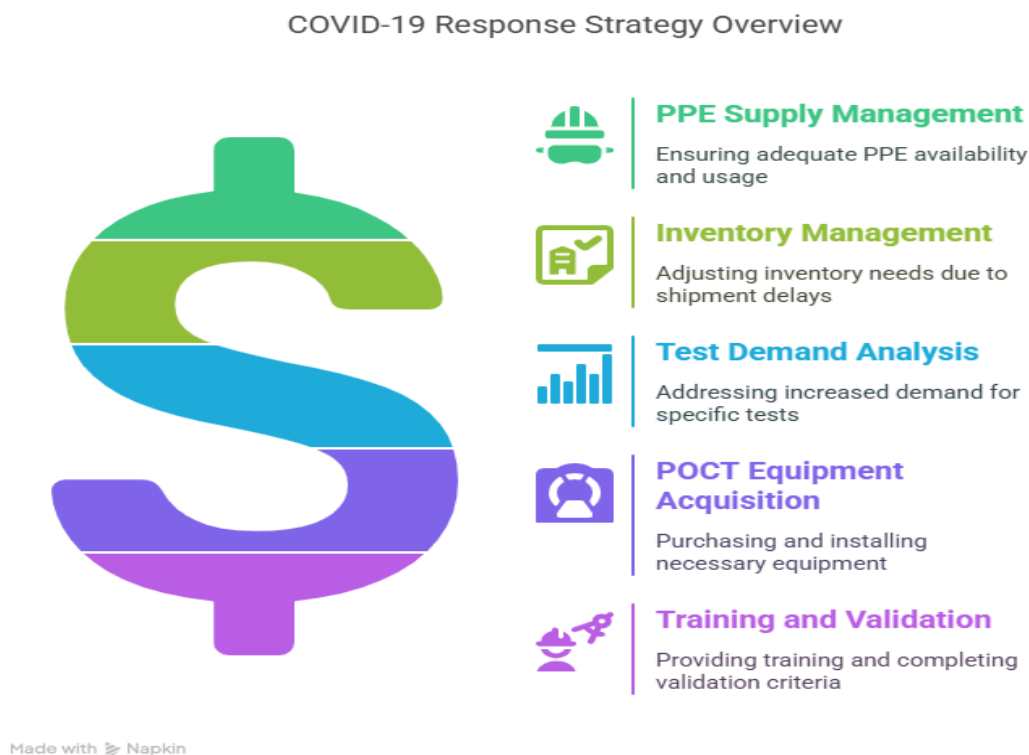 COVID-19 Response Strategy Overview
PPE Supply Management
Ensuring adequate PPE availability
and usage
Inventory Management
Adjusting inventory needs due to
shipment delays
Test Demand Analysis
Addressing increased demand for
specific tests
POCT Equipment
Acquisition
Purchasing and installing
necessary equipment
Training and Validation
Providing training and completing
validation criteria
Made with Napkin